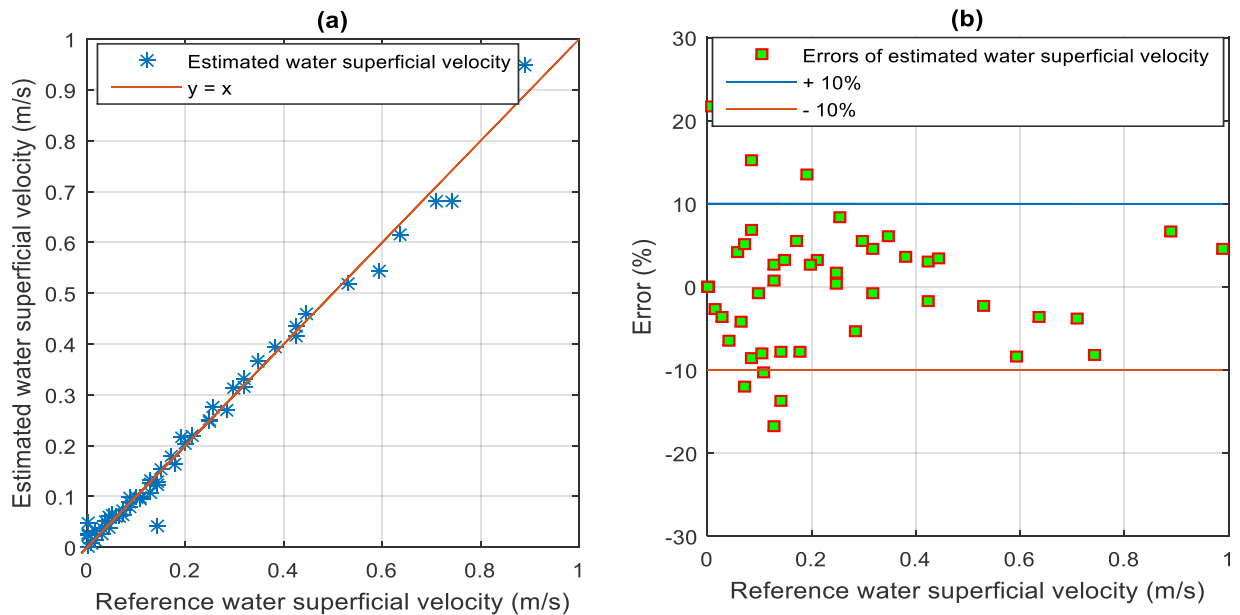 (a)
Estimated water superficial velocity
y = x
1
0.9
0.8
0.7
0.6
0.5
0.4
0.3
0.2
0.1
0
0 0.2 0.4 0.6 0.8 1
Estimated water superficial velocity (m/s)
Reference water superficial velocity (m/s)
(b)
Errors of estimated water superficial velocity
+ 10%
- 10%
30
20
10
0
-10
-20
-30
0 0.2 0.4 0.6 0.8 1
Error (%)
Reference water superficial velocity (m/s)